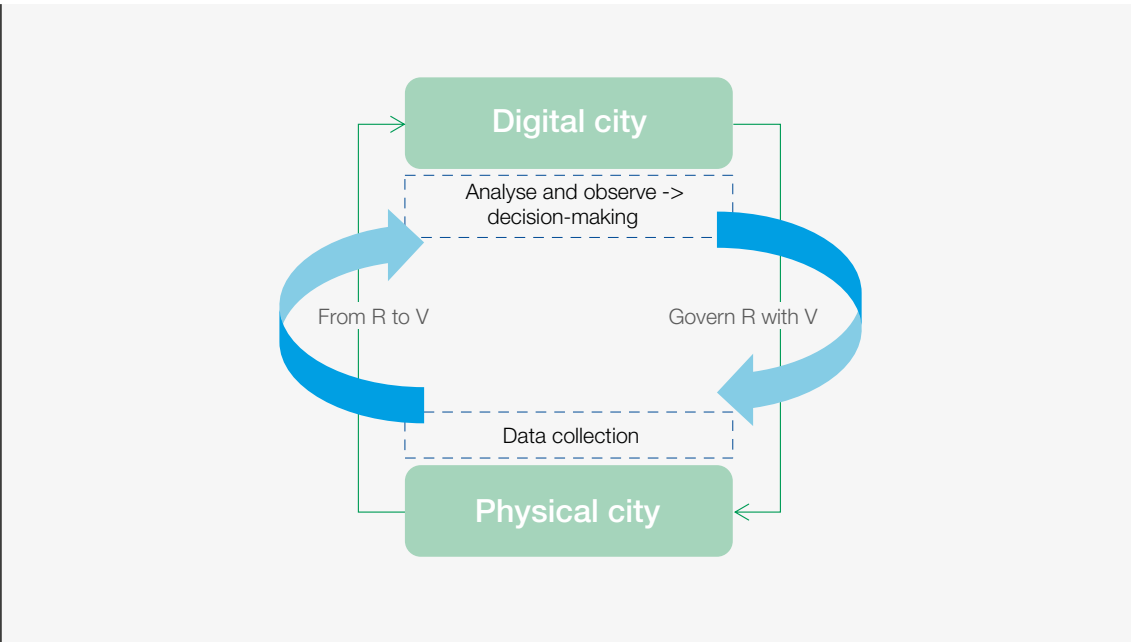 Digital city
Analyse and observe ->
decision-making
From R to V
Govern R with V
Data collection
Physical city